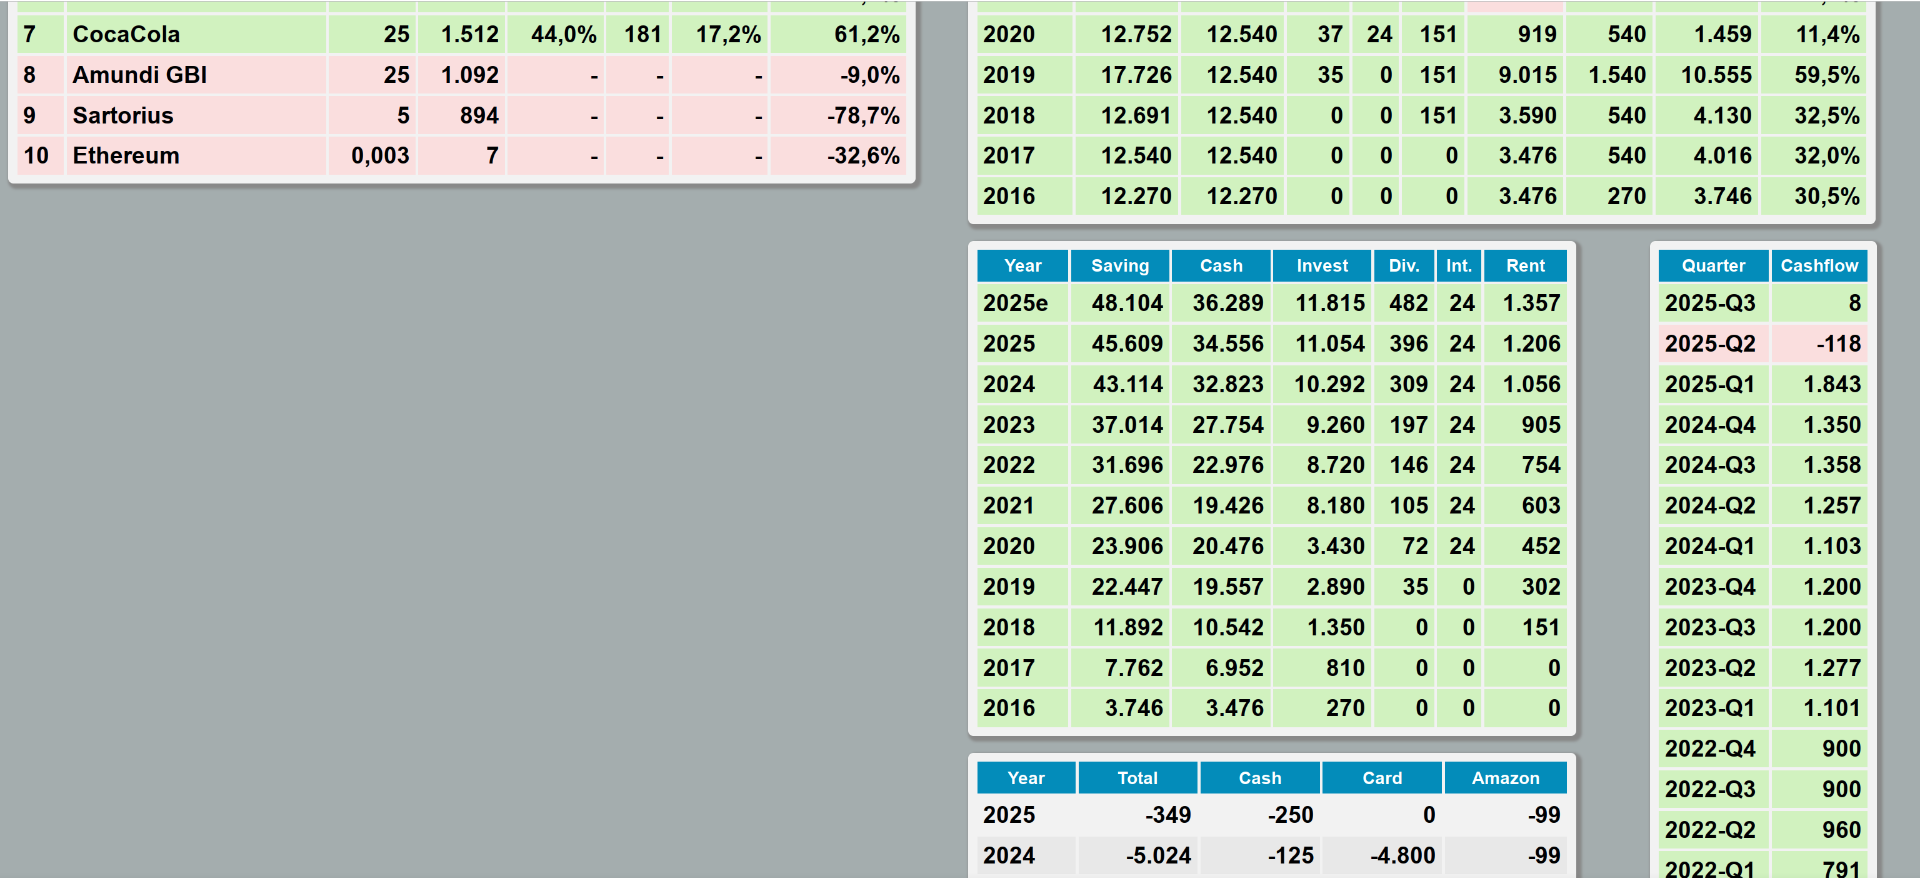 7 CocaCola 25 1.512 44,0% 181 17,2% 61,2%
8 Amundi GBI 25 1.092 - - - -9,0%
9 Sartorius 5 894 - - - -78,7%
10 Ethereum 0,003 7 - - - -32,6%
2020 12.752 12.540 37 24 151 919 540 1.459 11,4%
2019 17.726 12.540 35 0 151 9.015 1.540 10.555 59,5%
2018 12.691 12.540 0 0 151 3.590 540 4.130 32,5%
2017 12.540 12.540 0 0 0 3.476 540 4.016 32,0%
2016 12.270 12.270 0 0 0 3.476 270 3.746 30,5%
Year Saving Cash Invest Div. Int. Rent
2025e 48.104 36.289 11.815 482 24 1.357
2025 45.609 34.556 11.054 396 24 1.206
2024 43.114 32.823 10.292 309 24 1.056
2023 37.014 27.754 9.260 197 24 905
2022 31.696 22.976 8.720 146 24 754
2021 27.606 19.426 8.180 105 24 603
2020 23.906 20.476 3.430 72 24 452
2019 22.447 19.557 2.890 35 0 302
2018 11.892 10.542 1.350 0 0 151
2017 7.762 6.952 810 0 0 0
2016 3.746 3.476 270 0 0 0
Year Total Cash Card Amazon
2025 -349 -250 0 -99
2024 -5.024 -125 -4.800 -99
Quarter Cashflow
2025-Q3 8
2025-Q2 -118
2025-Q1 1.843
2024-Q4 1.350
2024-Q3 1.358
2024-Q2 1.257
2024-Q1 1.103
2023-Q4 1.200
2023-Q3 1.200
2023-Q2 1.277
2023-Q1 1.101
2022-Q4 900
2022-Q3 900
2022-Q2 960
2022-Q1 791